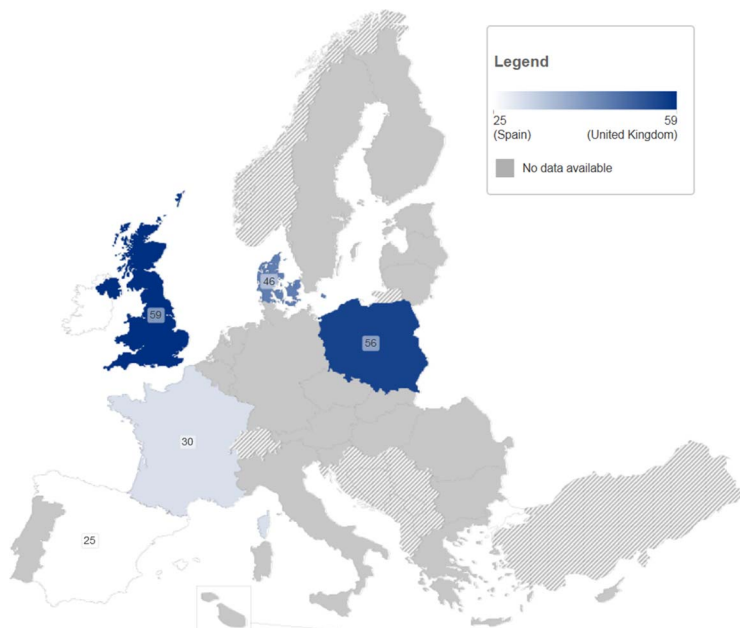 Legend
25
59
(Spain)
(United Kingdom)
No data available
46
59
56
30
25